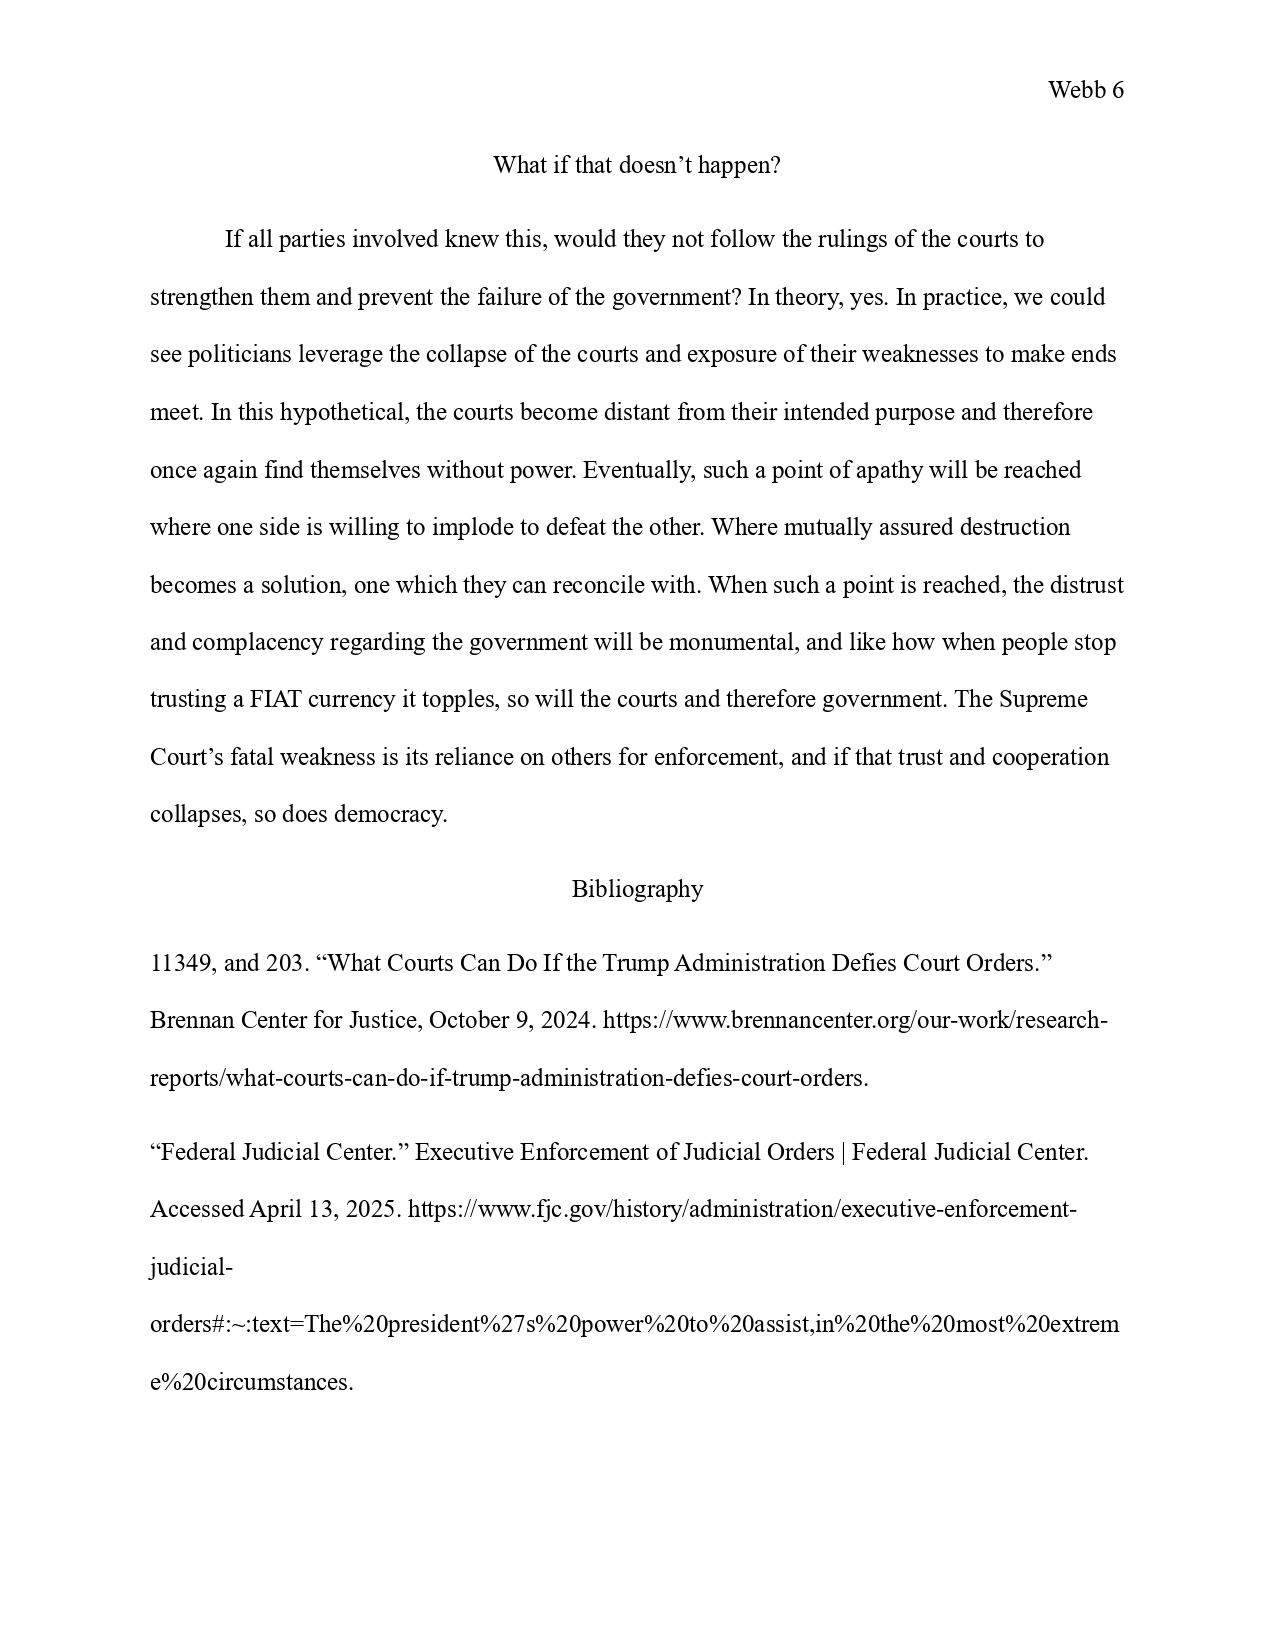 Webb 6
What if that doesn’t happen?
If all parties involved knew this, would they not follow the rulings of the courts to
strengthen them and prevent the failure of the government? In theory, yes. In practice, we could
see politicians leverage the collapse of the courts and exposure of their weaknesses to make ends
meet. In this hypothetical, the courts become distant from their intended purpose and therefore
once again find themselves without power. Eventually, such a point of apathy will be reached
where one side is willing to implode to defeat the other. Where mutually assured destruction
becomes a solution, one which they can reconcile with. When such a point is reached, the distrust
and complacency regarding the government will be monumental, and like how when people stop
trusting a FIAT currency it topples, so will the courts and therefore government. The Supreme
Court’s fatal weakness is its reliance on others for enforcement, and if that trust and cooperation
collapses, so does democracy.
Bibliography
11349, and 203. “What Courts Can Do If the Trump Administration Defies Court Orders.”
Brennan Center for Justice, October 9, 2024. https://www.brennancenter.org/our-work/research-
reports/what-courts-can-do-if-trump-administration-defies-court-orders.
“Federal Judicial Center.” Executive Enforcement of Judicial Orders | Federal Judicial Center.
Accessed April 13, 2025. https://www.fjc.gov/history/administration/executive-enforcement-
judicial-
orders#:~:text=The%20president%27s%20power%20to%20assist,in%20the%20most%20extrem
e%20circumstances.